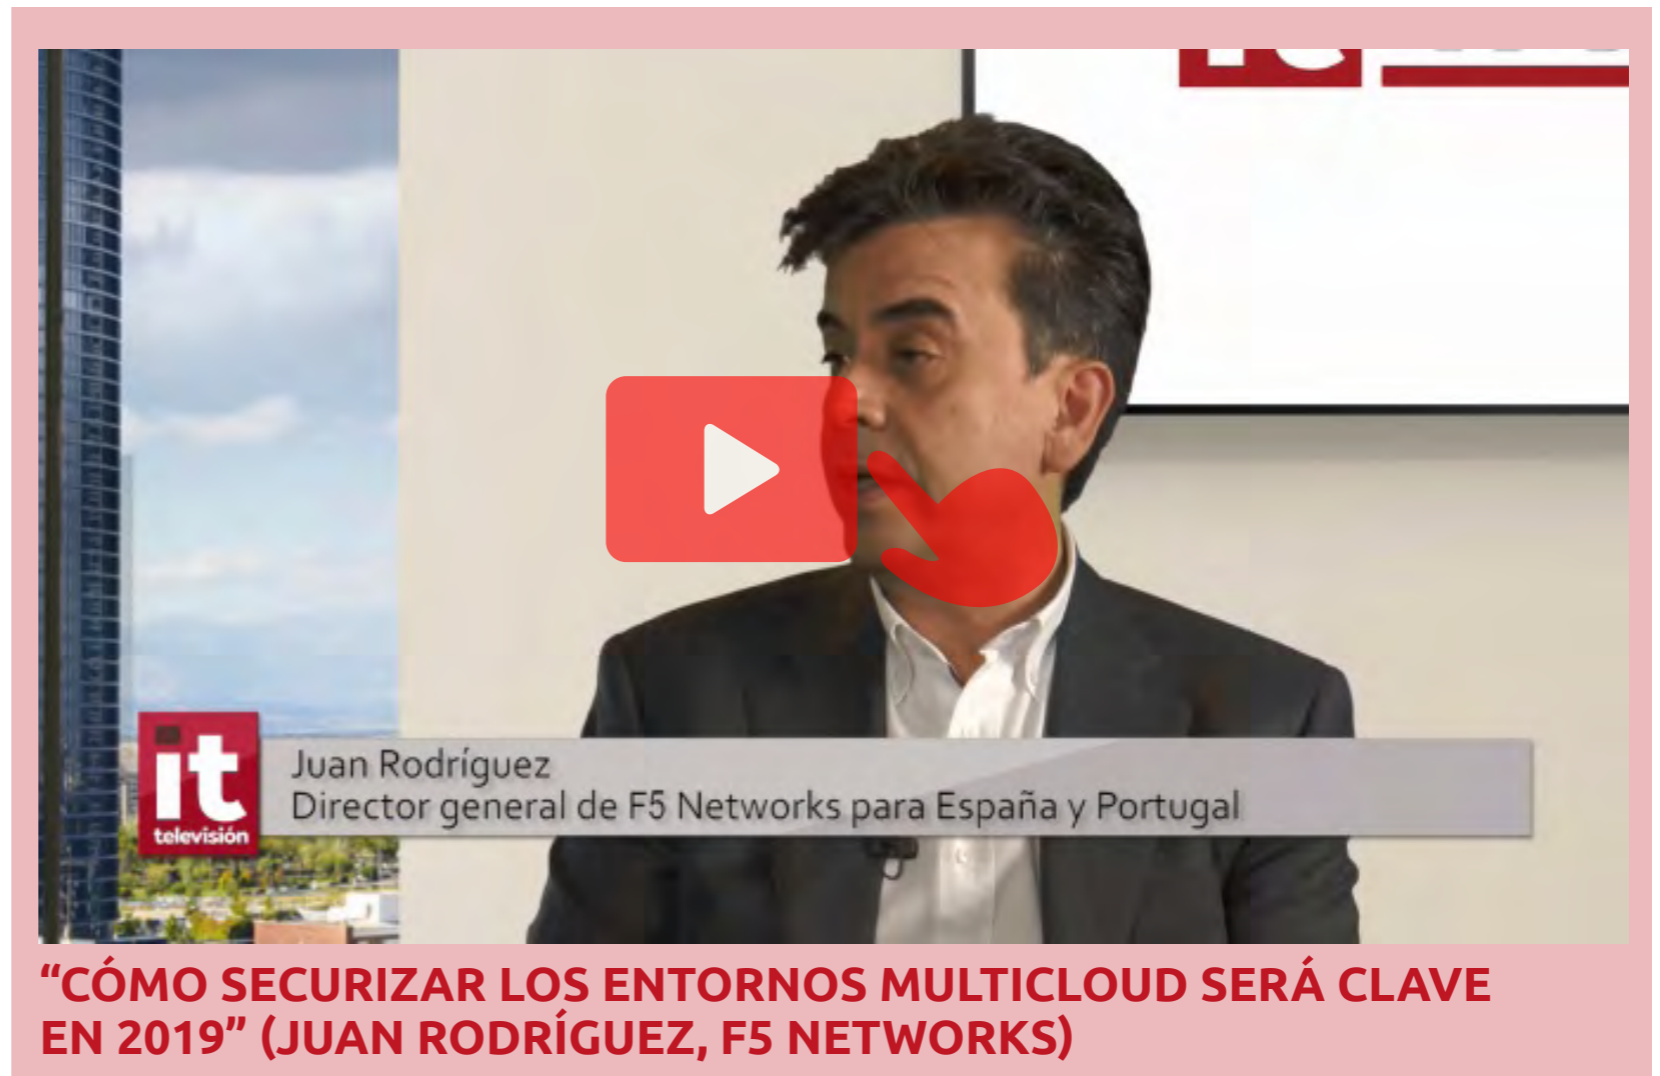 it
televisión
Juan Rodríguez
Director general de F5 Networks para España y Portugal
“CÓMO SECURIZAR LOS ENTORNOS MULTICLOUD SERÁ CLAVE
EN 2019” (JUAN RODRÍGUEZ, F5 NETWORKS)